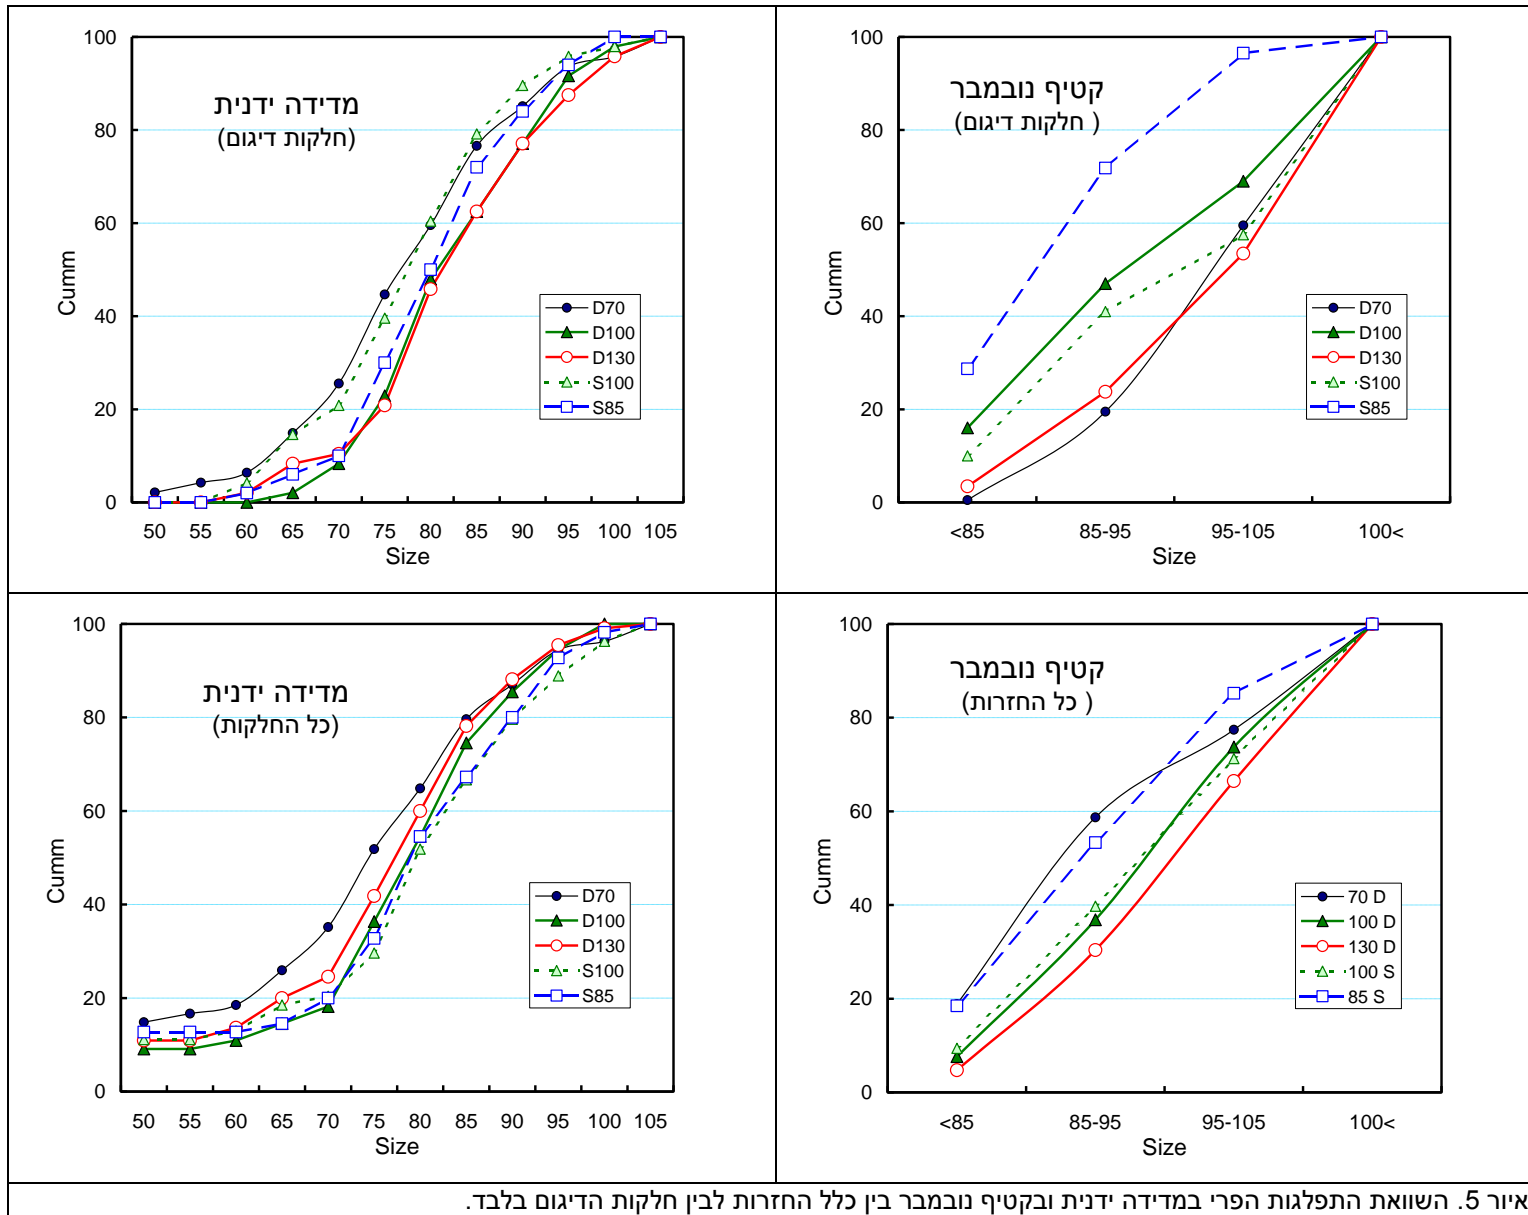 מדידה ידנית
(חלקות דיגום)
100
80
60
40
20
0
Cumm
50 55 60 65 70 75 80 85 90 95 100 105
Size
D70
D100
D130
S100
S85
קטיף נובמבר
( חלקות דיגום)
100
80
60
40
20
0
Cumm
<85 85-95 95-105 100<
Size
D70
D100
D130
S100
S85
מדידה ידנית
(כל החלקות)
100
80
60
40
20
0
Cumm
50 55 60 65 70 75 80 85 90 95 100 105
Size
D70
D100
D130
S100
S85
קטיף נובמבר
( כל החזרות)
100
80
60
40
20
0
Cumm
<85 85-95 95-105 100<
Size
70 D
100 D
130 D
100 S
85 S
איור 5. השוואת התפלגות הפרי במדידה ידנית ובקטיף נובמבר בין כלל החזרות לבין חלקות הדיגום בלבד.